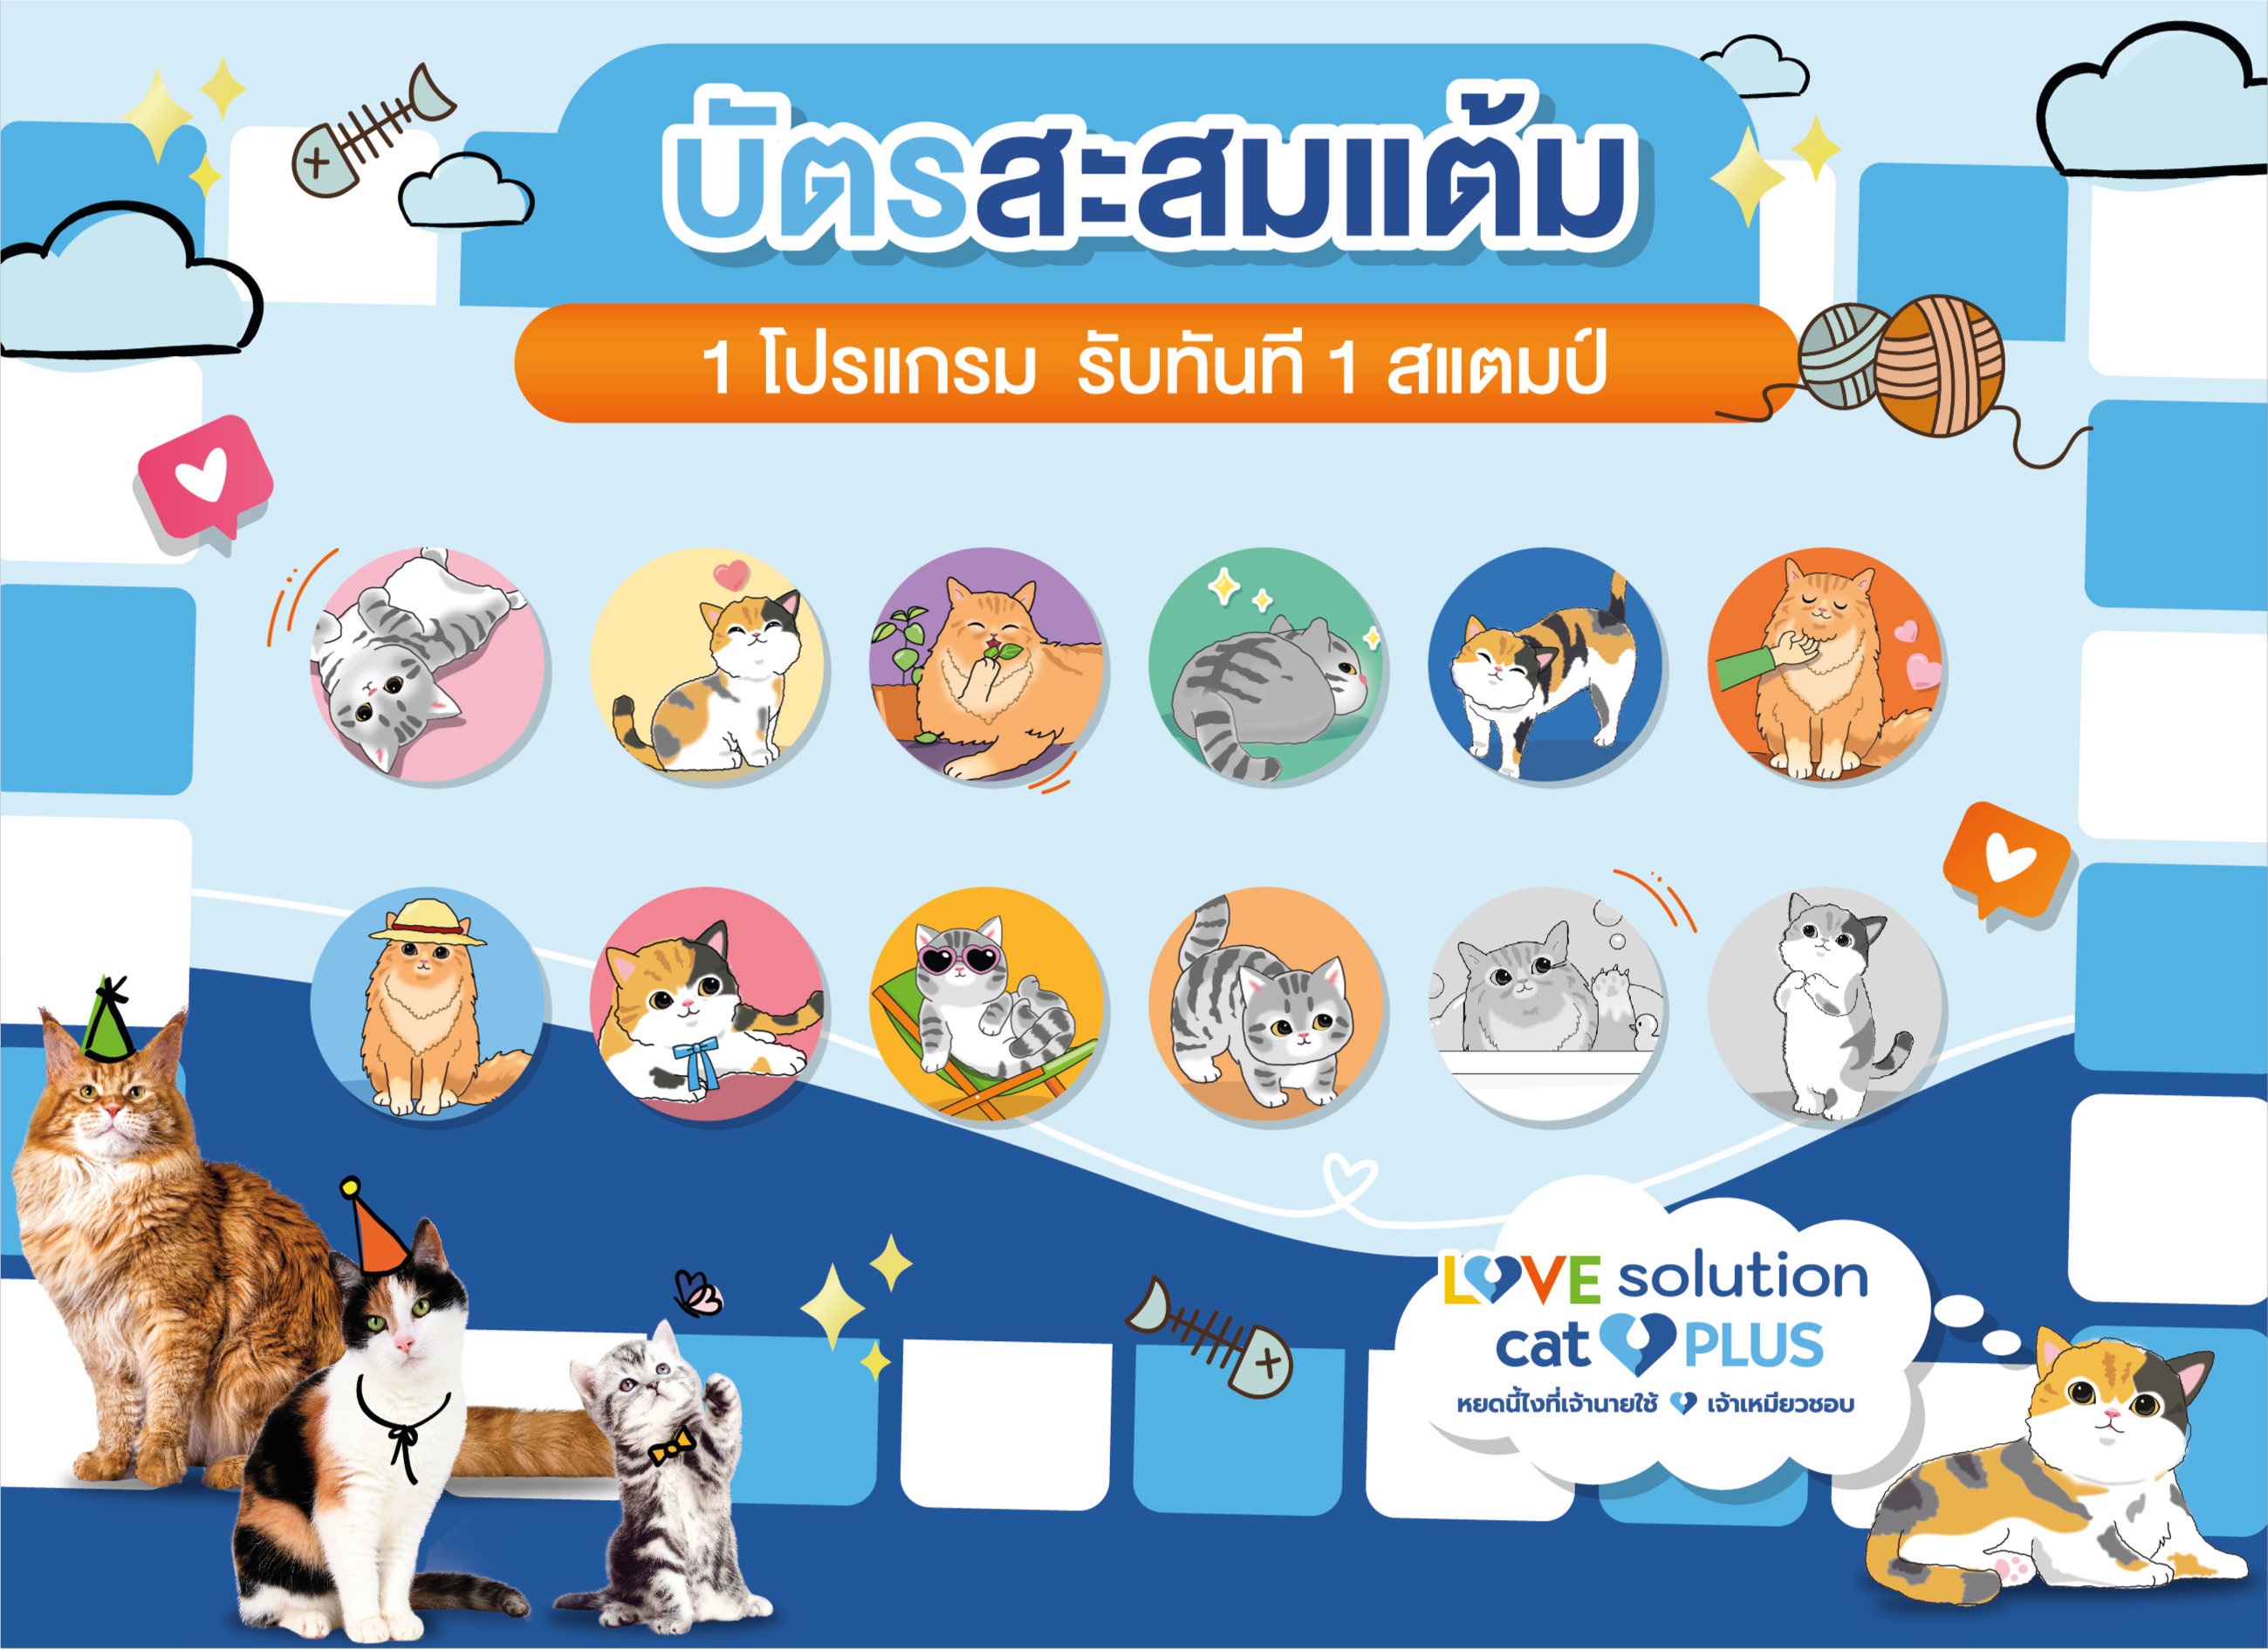 บัตรสะสมแต้ม
1 โปรแกรม รับทันที 1 สแตมป์
LOVE solution
cat PLUS
หยดนี้ไงที่เจ้านายใช้ เจ้าเหมียวชอบ